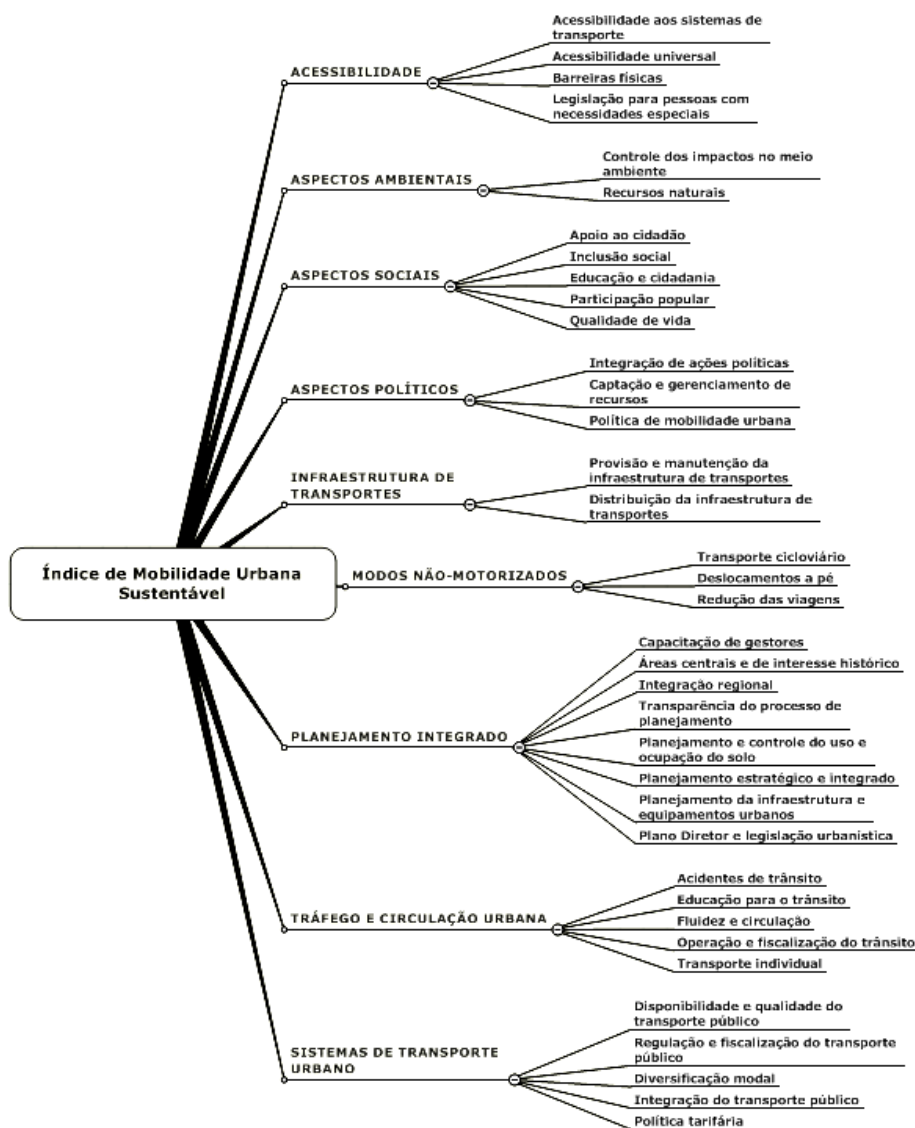 Índice de Mobilidade Urbana
Sustentável
ACESSIBILIDADE
Acessibilidade aos sistemas de
transporte
Acessibilidade universal
Barreiras físicas
Legislação para pessoas com
necessidades especiais
ASPECTOS AMBIENTAIS
Controle dos impactos no meio
ambiente
Recursos naturais
ASPECTOS SOCIAIS
Apoio ao cidadão
Inclusão social
Educação e cidadania
Participação popular
Qualidade de vida
ASPECTOS POLÍTICOS
Integração de ações políticas
Captação e gerenciamento de
recursos
Política de mobilidade urbana
INFRAESTRUTURA DE
TRANSPORTES
Provisão e manutenção da
infraestrutura de transportes
Distribuição da infraestrutura de
transportes
MODOS NÃO-MOTORIZADOS
Transporte cicloviário
Deslocamentos a pé
Redução das viagens
PLANEJAMENTO INTEGRADO
Capacitação de gestores
Áreas centrais e de interesse histórico
Integração regional
Transparência do processo de
planejamento
Planejamento e controle do uso e
ocupação do solo
Planejamento estratégico e integrado
Planejamento da infraestrutura e
equipamentos urbanos
Plano Diretor e legislação urbanística
TRÁFEGO E CIRCULAÇÃO URBANA
Acidentes de trânsito
Educação para o trânsito
Fluidez e circulação
Operação e fiscalização do trânsito
Transporte individual
SISTEMAS DE TRANSPORTE
URBANO
Disponibilidade e qualidade do
transporte público
Regulação e fiscalização do transporte
público
Diversificação modal
Integração do transporte público
Política tarifária